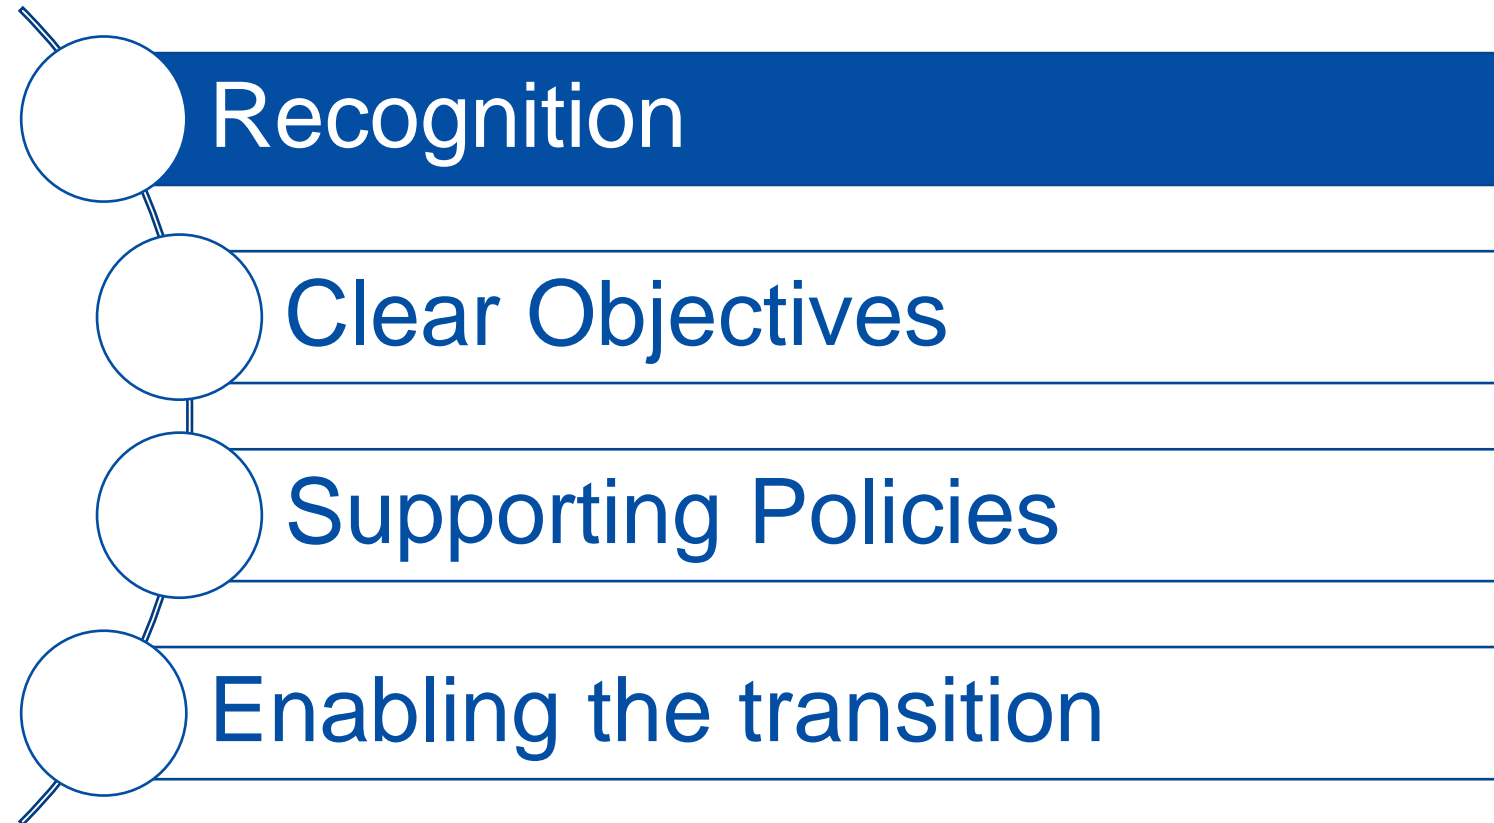 Recognition
Clear Objectives
Supporting Policies
Enabling the transition